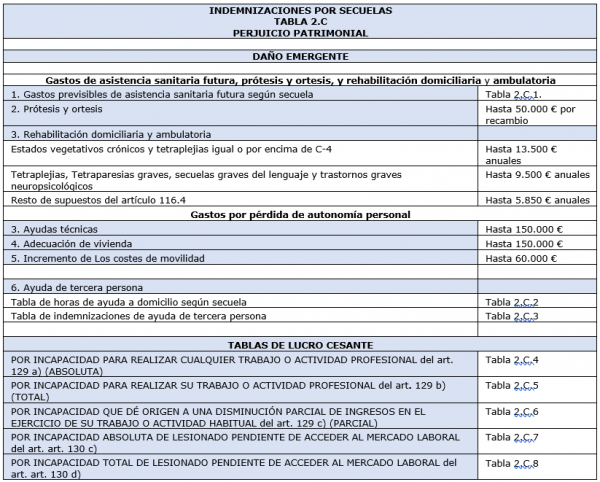 INDEMNIZACIONES POR SECUELAS
TABLA 2.C
PERJUICIO PATRIMONIAL
DAÑO EMERGENTE
Gastos de asistencia sanitaria futura, prótesis y ortesis, y rehabilitación domiciliaria y ambulatoria
1. Gastos previsibles de asistencia sanitaria futura según secuela
Tabla 2.C.1.
2. Prótesis y ortesis
Hasta 50.000 € por
recambio
3. Rehabilitación domiciliaria y ambulatoria
Estados vegetativos crónicos y tetraplejias igual o por encima de C-4
Hasta 13.500 €
anuales
Tetraplejias, Tetraparesias graves, secuelas graves del lenguaje y trastornos graves
neuropsicológicos
Hasta 9.500 € anuales
Resto de supuestos del artículo 116.4
Hasta 5.850 € anuales
Gastos por pérdida de autonomía personal
3. Ayudas técnicas
Hasta 150.000 €
4. Adecuación de vivienda
Hasta 150.000 €
5. Incremento de Los costes de movilidad
Hasta 60.000 €
6. Ayuda de tercera persona
Tabla de horas de ayuda a domicilio según secuela
Tabla 2.C.2
Tabla de indemnizaciones de ayuda de tercera persona
Tabla 2.C.3
TABLAS DE LUCRO CESANTE
POR INCAPACIDAD PARA REALIZAR CUALQUIER TRABAJO O ACTIVIDAD PROFESIONAL del art.
129 a) (ABSOLUTA)
Tabla 2.C.4
POR INCAPACIDAD PARA REALIZAR SU TRABAJO O ACTIVIDAD PROFESIONAL del art. 129 b)
(TOTAL)
Tabla 2.C.5
POR INCAPACIDAD QUE DÉ ORIGEN A UNA DISMINUCIÓN PARCIAL DE INGRESOS EN EL
EJERCICIO DE SU TRABAJO O ACTIVIDAD HABITUAL del art. 129 c) (PARCIAL)
Tabla 2.C.6
POR INCAPACIDAD ABSOLUTA DE LESIONADO PENDIENTE DE ACCEDER AL MERCADO LABORAL
del art. art. 130 c)
Tabla 2.C.7
POR INCAPACIDAD TOTAL DE LESIONADO PENDIENTE DE ACCEDER AL MERCADO LABORAL del
art. art. 130 d)
Tabla 2.C.8